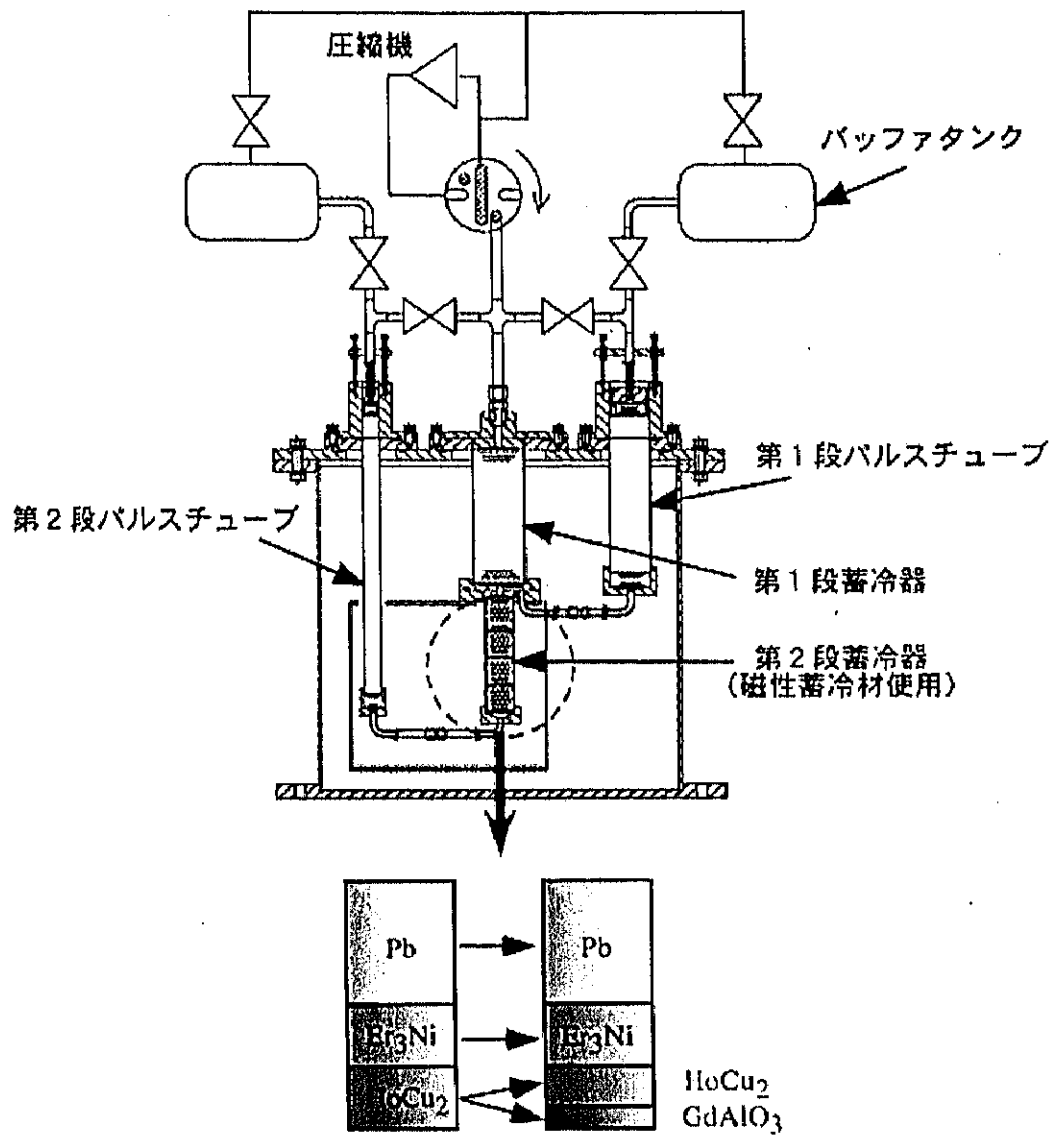 圧縮機
バッファタンク
第1段パルスチューブ
第2段パルスチューブ
第1段蓄冷器
第2段蓄冷器
(磁性蓄冷材使用)
Pb
Pb
Er3Ni
Er3Ni
HoCu2
HoCu2
GdAlO3